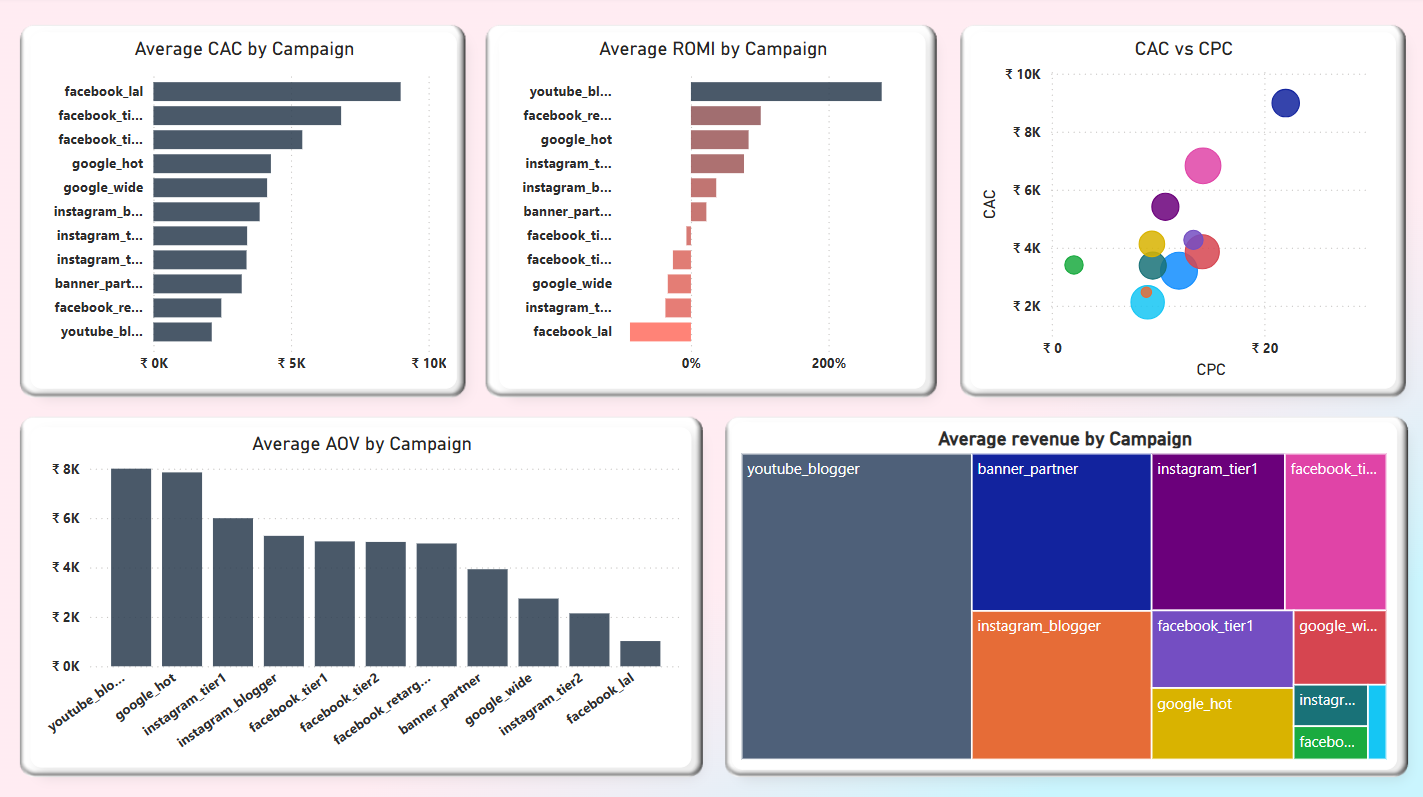 Average CAC by Campaign
facebook_lal
facebook_ti...
facebook_ti...
google_hot
google_wide
instagram_b...
instagram_t...
instagram_t...
banner_part...
facebook_re...
youtube_bl...
₹ 0K ₹ 5K ₹ 10K
Average ROMI by Campaign
youtube_bl...
facebook_re...
google_hot
instagram_t...
instagram_b...
banner_part...
facebook_ti...
facebook_ti...
google_wide
instagram_t...
facebook_lal
0% 200%
CAC vs CPC
₹ 10K
₹ 8K
₹ 6K
₹ 4K
₹ 2K
CAC
₹ 0 ₹ 20
CPC
Average AOV by Campaign
₹ 8K
₹ 6K
₹ 4K
₹ 2K
₹ 0K
youtube_blo...
google_hot
instagram_tier1
instagram_blogger
facebook_tier1
facebook_tier2
facebook_retarg...
banner_partner
google_wide
instagram_tier2
facebook_lal
Average revenue by Campaign
youtube_blogger
banner_partner
instagram_tier1
facebook_ti...
instagram_blogger
facebook_tier1
google_wi...
google_hot
instagr...
facebo...